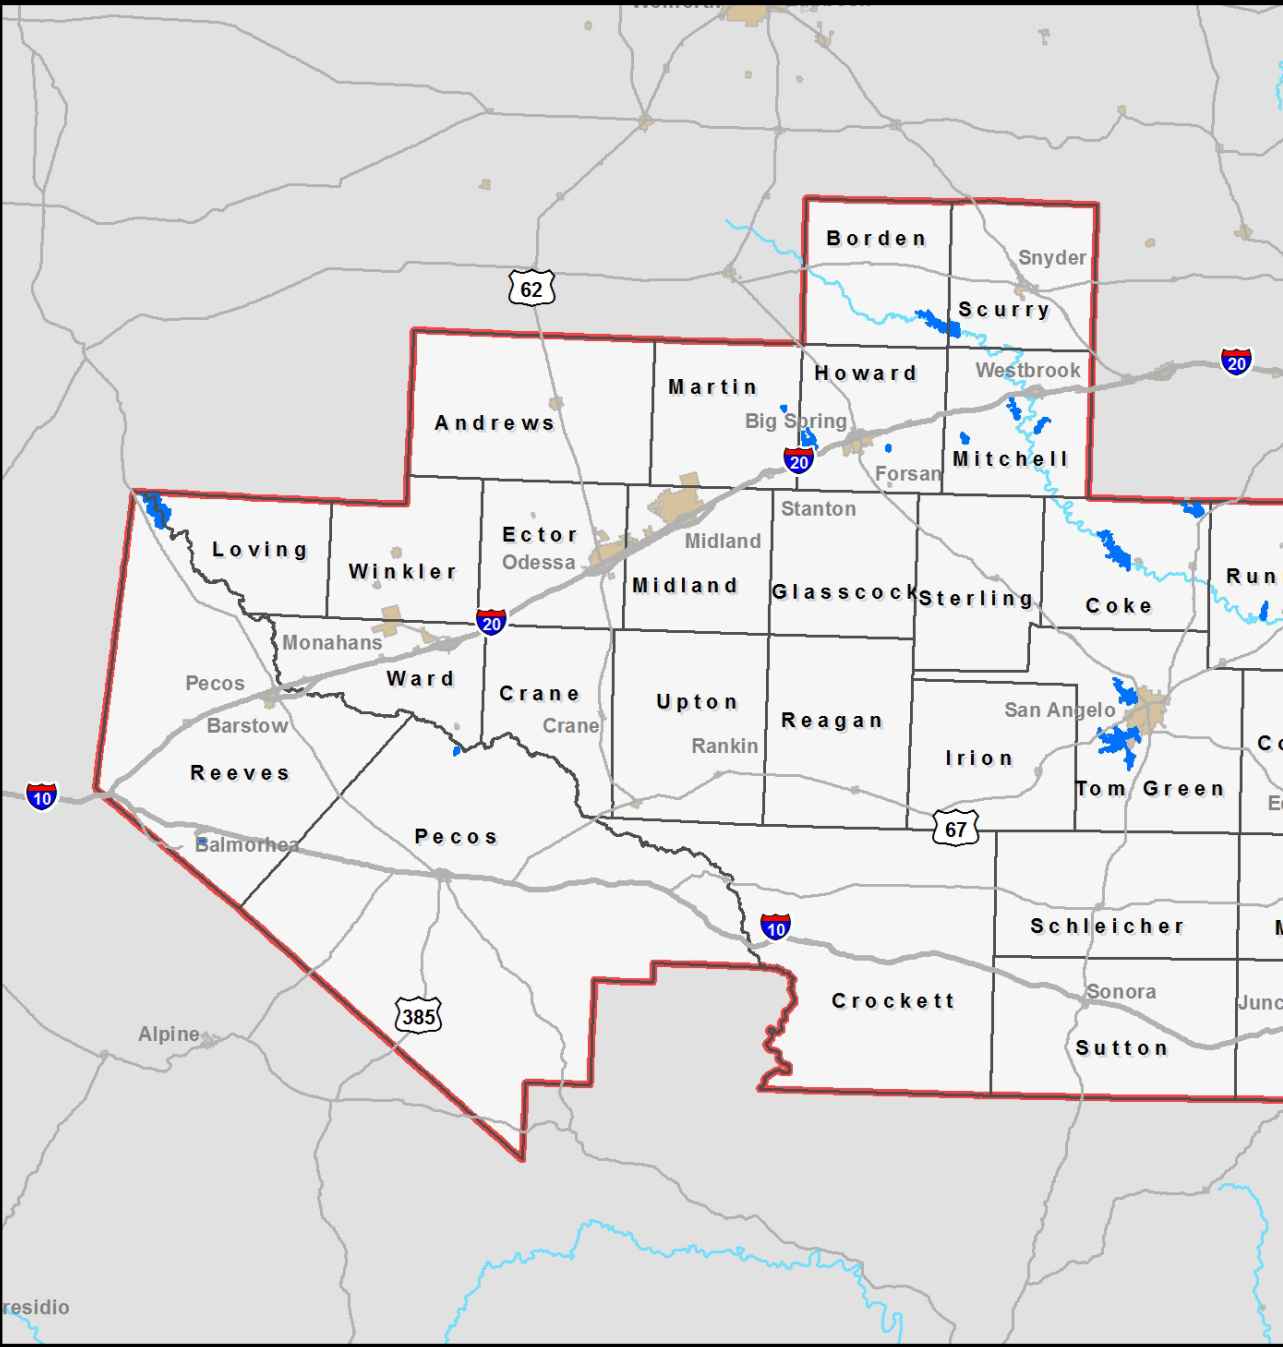 Borden
Snyder
62
Scurry
20
Westbrook
Howard
Martin
Andrews
Big Spring
20
Mitchell
Forsan
Stanton
Ector
Odessa
Midland
Loving
Winkler
Midland
Glasscock
Sterling
Coke
Run
20
Monahans
Ward
Pecos
Barstow
Crane
Crane
Upton
Rankin
Reagan
San Angelo
Irion
Tom Green
Co
Reeves
10
67
Pecos
Balmorhea
10
Schleicher
Crockett
Sonora
Junc
385
Alpine
Sutton
residio